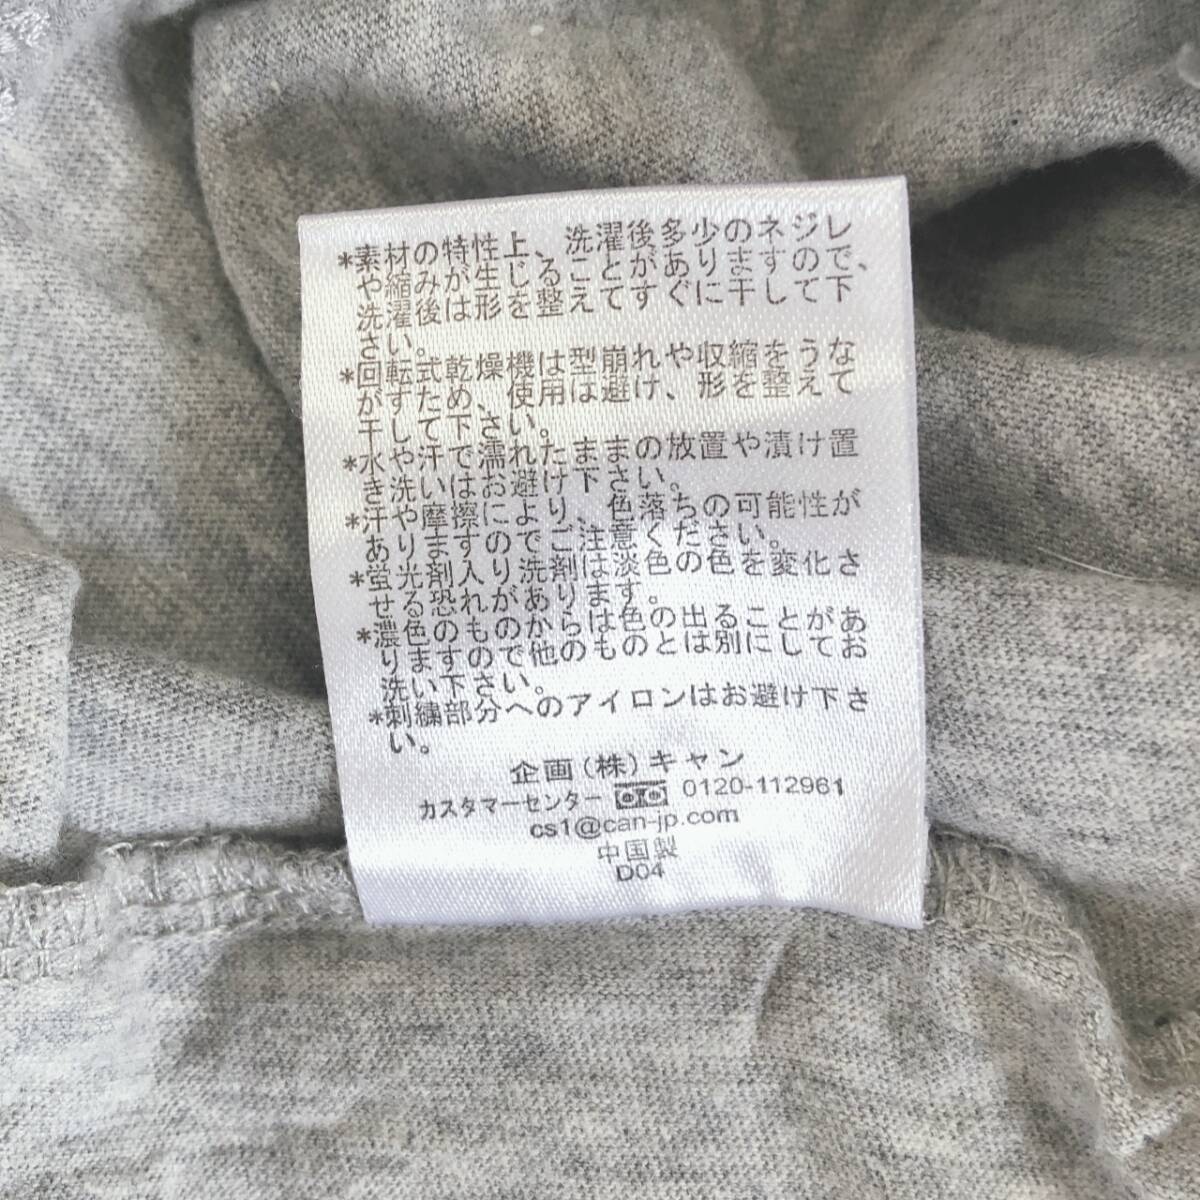 *素材の特性上、洗濯後多少のネジレ
や縮みが生じることがありますので、
洗濯後は形を整えてすぐに干して下
さい。
*回転式乾燥機は型崩れや収縮をうな
がすため、使用は避け、形を整えて
干して下さい。
*水や汗で濡れたままの放置や漬け置
き洗いはお避け下さい。
*汗や摩擦により、色落ちの可能性が
ありますのでご注意ください。
*蛍光剤入り洗剤は淡色の色を変化さ
せる恐れがあります。
*濃色のものからは色の出ることがあ
りますので他のものとは別にしてお
洗い下さい。
*刺繍部分へのアイロンはお避け下さ
い。
企画(株)キャン
カスタマーセンター 0120-112961
cs1@can-jp.com
中国製
D04